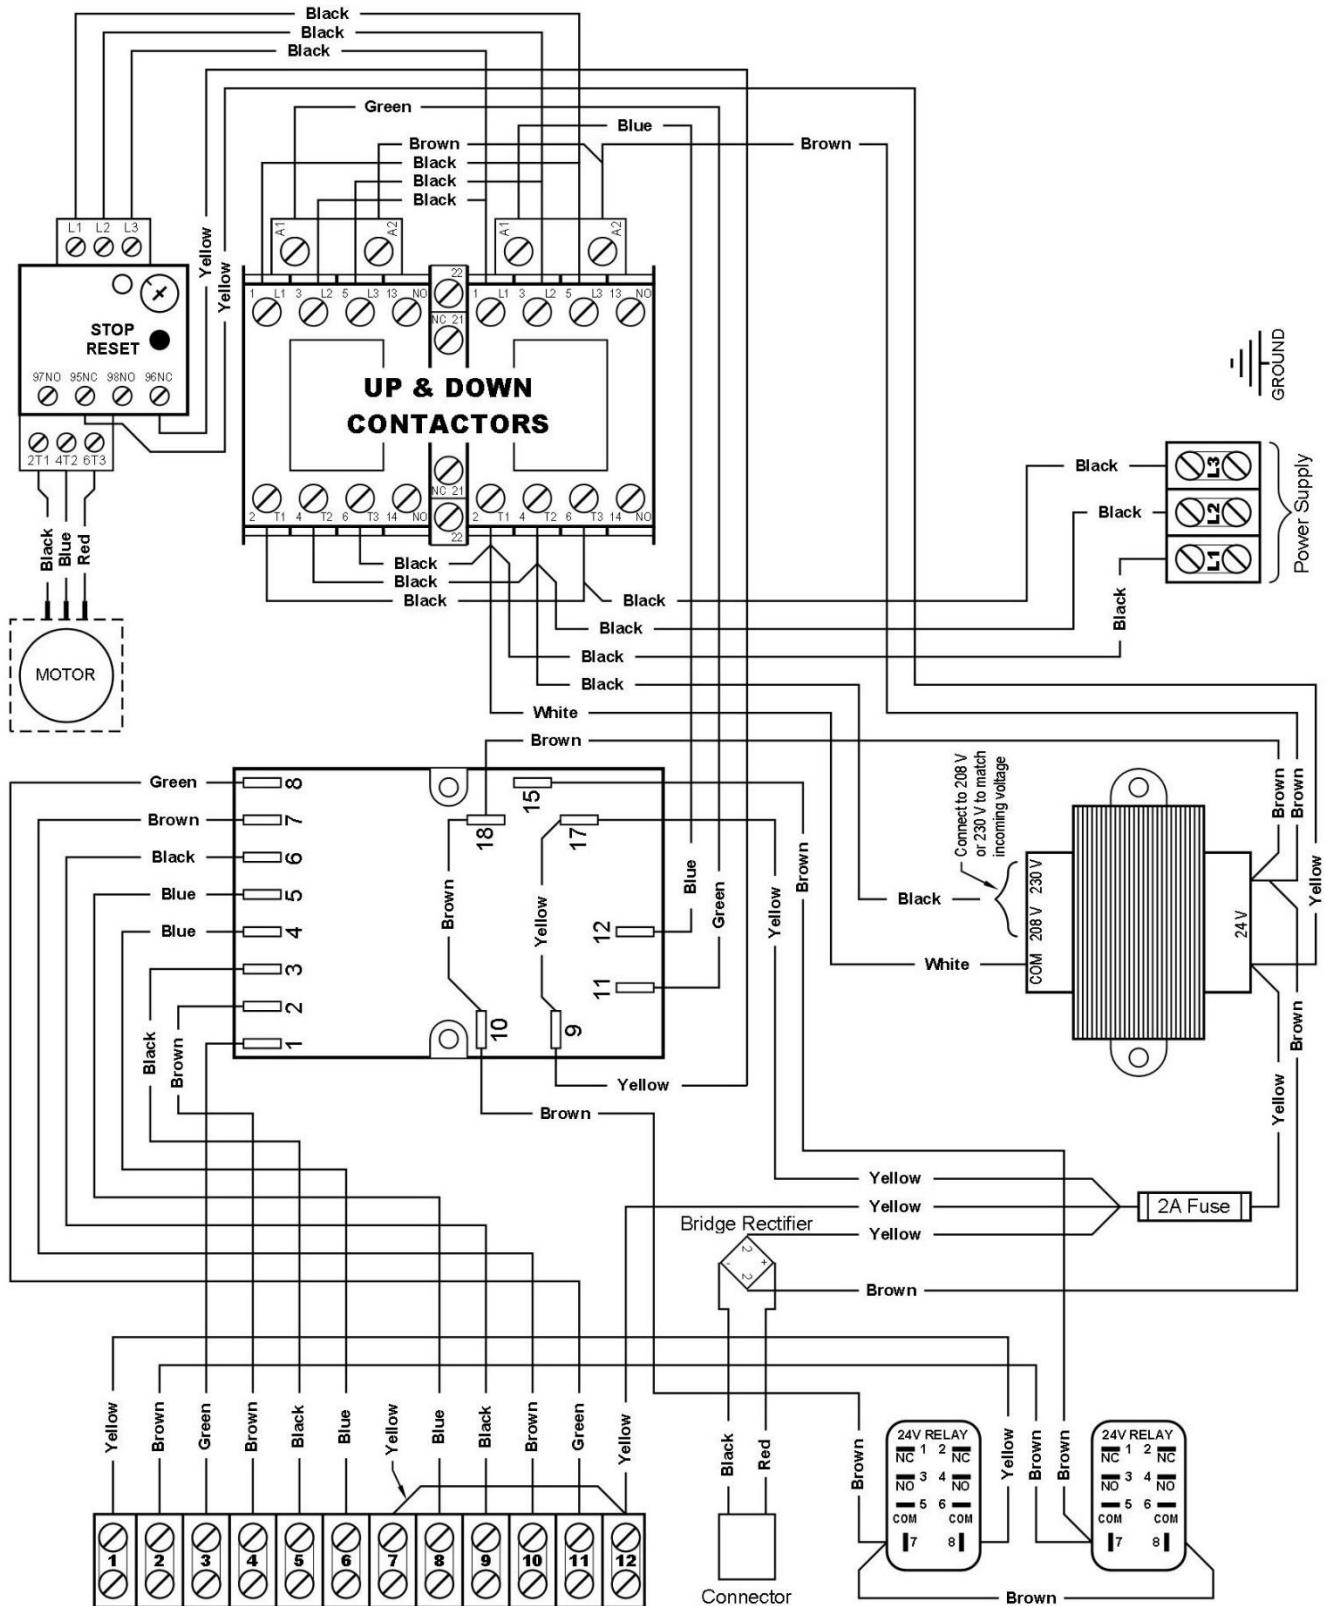 Black
Black
Black
Green
Blue
Brown
Brown
Black
Black
Black
Yellow
Yellow
L1 L2 L3
STOP
RESET
97NO 95NC 98NO 96NC
2T1 4T2 6T3
Black
Blue
Red
MOTOR
A1 A2
A1 A2
1 L1 3 L2 5 L3 13 NO
22
NC 21
1 L1 3 L2 5 L3 13 NO
UP & DOWN
CONTACTORS
2 T1 4 T2 6 T3 14 NO
NC 21
22
2 T1 4 T2 6 T3 14 NO
GROUND
L3
L2
L1
Power Supply
Black
Black
Black
Black
Black
Black
Black
Black
Black
Black
White
Brown
Green
Brown
Black
Blue
Blue
Black
Brown
8
7
6
5
4
3
2
1
15
18
17
12
11
10
9
Brown
Yellow
Blue
Green
Yellow
Brown
Connect to 208 V
or 230 V to match
incoming voltage
Black
White
COM 208 V 230 V
24 V
Brown
Brown
Yellow
Brown
Yellow
Yellow
Brown
Yellow
Yellow
Yellow
2A Fuse
Bridge Rectifier
2
- +
2
Brown
Yellow
Brown
Green
Brown
Black
Blue
Yellow
Blue
Black
Brown
Green
Yellow
Black
Red
Brown
Yellow
Brown
Brown
24V RELAY
1 2
NC NC
3 4
NO NO
5 6
COM COM
7 8
24V RELAY
1 2
NC NC
3 4
NO NO
5 6
COM COM
7 8
1 2 3 4 5 6 7 8 9 10 11 12
Connector
Brown